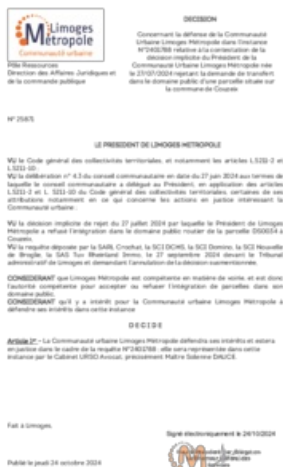 Limoges
Métropole
Communauté urbaine
Pôle Ressources
Direction des Affaires Juridiques et
de la commande publique
DECISION
Concernant la défense de la Communauté
Urbaine Limoges Métropole dans l'instance
N°2401788 relative à la contestation de la
décision implicite du Président de la
Communauté Urbaine Limoges Métropole née
le 27/07/2024 rejetant la demande de transfert
dans le domaine public d'une parcelle située sur
la commune de Couzeix
LE PRESIDENT DE LIMOGES METROPOLE
VU le Code général des collectivités territoriales, et notamment les articles L.5211-2 et
L.5211-10 ;
VU la délibération n° 4.3 du conseil communautaire en date du 27 juin 2024 aux termes de
laquelle le conseil communautaire a délégué au Président, en application des articles
L.5211-2 et L. 5211-10 du Code général des collectivités territoriales, certaines de ses
attributions notamment en ce qui concerne les actions en justice intéressant la
Communauté urbaine ;
VU la décision implicite de rejet du 27 juillet 2024 par laquelle le Président de Limoges
Métropole a refusé l'intégration dans le domaine public routier de la parcelle à
Couzeix.
VU la requête déposée par la SARL Crochat, la SCI DCHS, la SCI Domino, la SCI Nouvelle
de Broglie, la SAS Tuv Rheinland Immo, le 27 septembre 2024 devant le Tribunal
administratif de Limoges et demandant l'annulation de la décision susmentionnée.
CONSIDERANT que Limoges Métropole est compétente en matière de voirie, et est donc
l'autorité compétente pour accepter ou refuser l'intégration de parcelles dans son
domaine public.
CONSIDERANT qu'il y a intérêt pour la Communauté urbaine Limoges Métropole à
défendre ses intérêts dans cette instance
DECIDE
Article 1er – La Communauté urbaine Limoges Métropole défendra ses intérêts et estera
en justice dans le cadre de la requête N°2401788 : elle sera représentée dans cette
instance par le Cabinet URSO Avocat, précisément Maître Solenne DAUCÉ.
Fait à Limoges,
Signé électroniquement le 24/10/2024
Publié le jeudi 24 octobre 2024